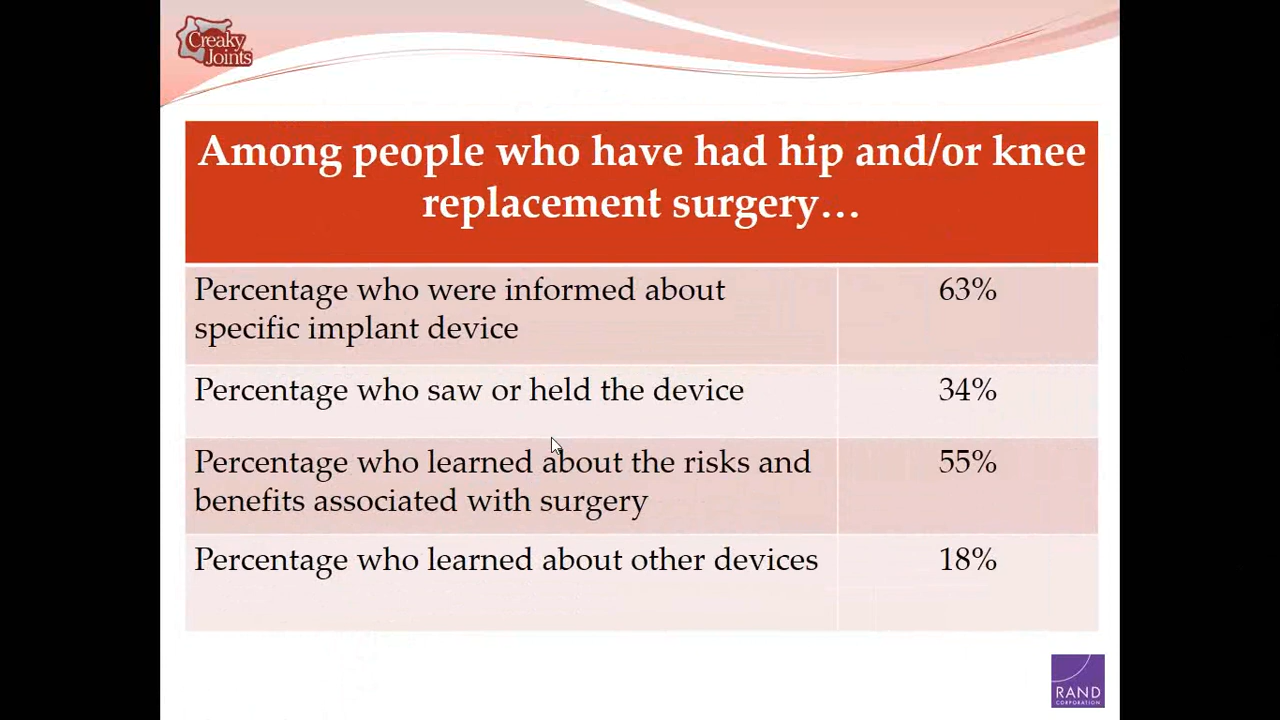 Creaky
Joints
Among people who have had hip and/or knee
replacement surgery…
Percentage who were informed about
specific implant device
63%
Percentage who saw or held the device
34%
Percentage who learned about the risks and
benefits associated with surgery
55%
Percentage who learned about other devices
18%
RAND
CORPORATION